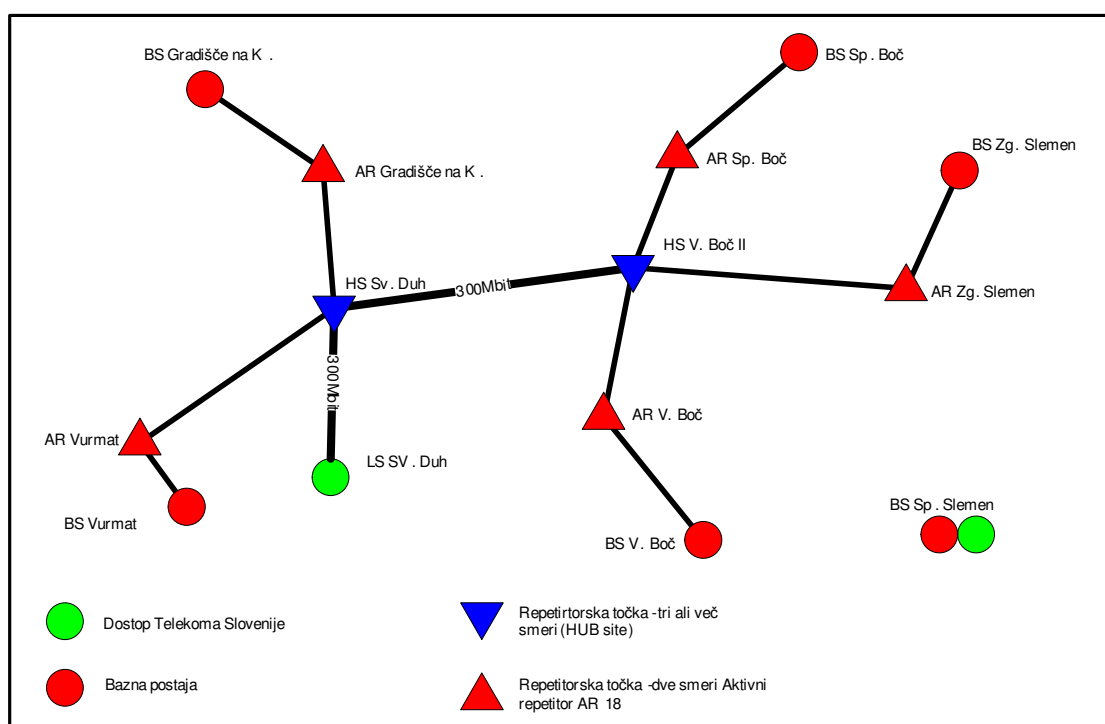 BS Gradišče na K .
BS Sp . Boč
AR Gradišče na K .
AR Sp. Boč
BS Zg. Slemen
HS V. Boč II
HS Sv. Duh
300Mbit
AR Zg. Slemen
300Mbit
AR V. Boč
AR Vurmat
LS SV . Duh
BS Vurmat
BS V. Boč
BS Sp . Slemen
Dostop Telekoma Slovenije
Repetirtorska točka -tri ali več
smeri (HUB site)
Bazna postaja
Repetitorska točka -dve smeri Aktivni
repetitor AR 18